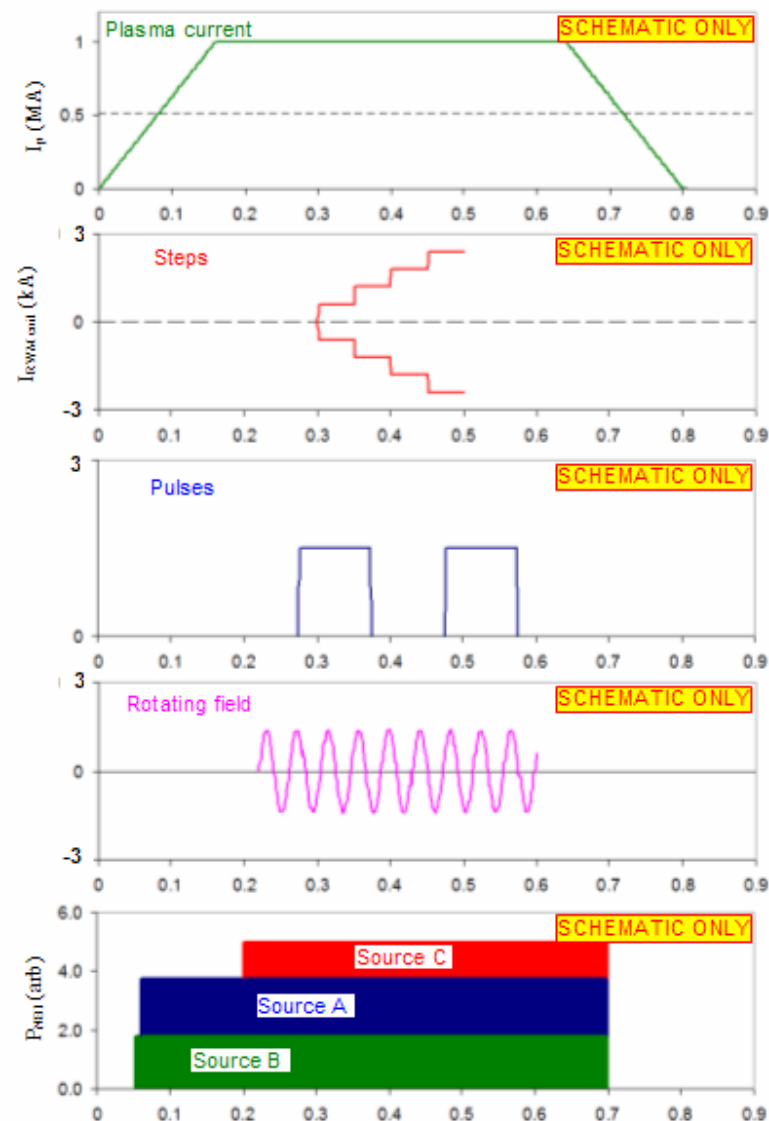 Plasma current
SCHEMATIC ONLY
1
0.5
0
Ip (MA)
0 0.1 0.2 0.3 0.4 0.5 0.6 0.7 0.8 0.9
3
Steps
SCHEMATIC ONLY
0
-3
IRWM coil (kA)
0 0.1 0.2 0.3 0.4 0.5 0.6 0.7 0.8 0.9
3
Pulses
SCHEMATIC ONLY
0
0 0.1 0.2 0.3 0.4 0.5 0.6 0.7 0.8 0.9
3
Rotating field
SCHEMATIC ONLY
0
-3
0 0.1 0.2 0.3 0.4 0.5 0.6 0.7 0.8 0.9
6.0
SCHEMATIC ONLY
Source C
4.0
Source A
2.0
Source B
0.0
PNBI (arb)
0 0.1 0.2 0.3 0.4 0.5 0.6 0.7 0.8 0.9